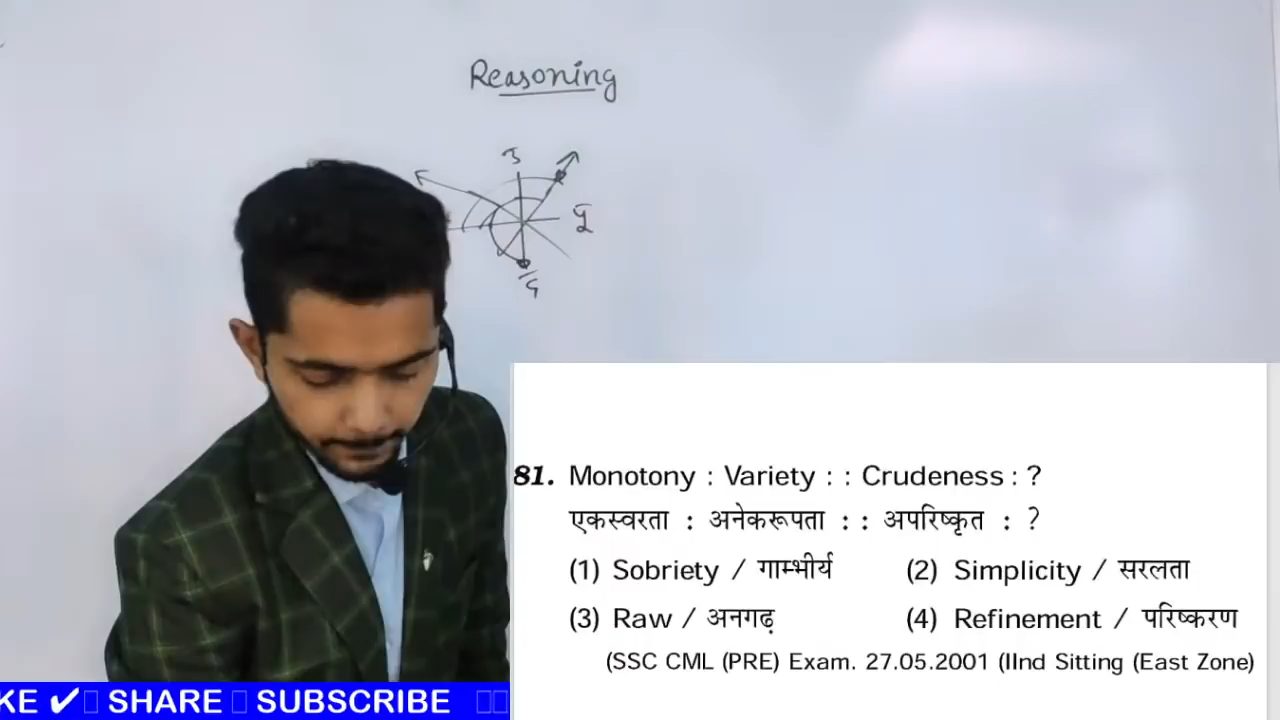 Reasoning
उ
पू
द
81. Monotony : Variety : : Crudeness : ?
एकस्वरता : अनेकरूपता : : अपरिष्कृत : ?
(1) Sobriety / गाम्भीर्य (2) Simplicity / सरलता
(3) Raw / अनगढ़ (4) Refinement / परिष्करण
(SSC CML (PRE) Exam. 27.05.2001 (IInd Sitting (East Zone)
KE ✔ SHARE SUBSCRIBE